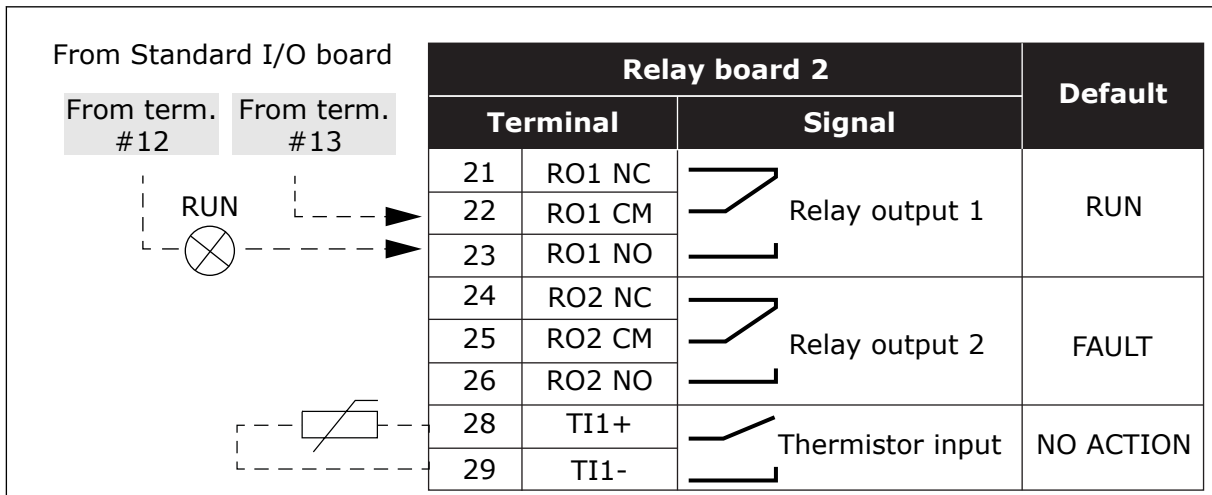 From Standard I/O board
From term.
#12
From term.
#13
RUN
Relay board 2
Default
Terminal
Signal
21
RO1 NC
22
RO1 CM
Relay output 1
RUN
23
RO1 NO
24
RO2 NC
25
RO2 CM
Relay output 2
FAULT
26
RO2 NO
28
TI1+
Thermistor input
NO ACTION
29
TI1-